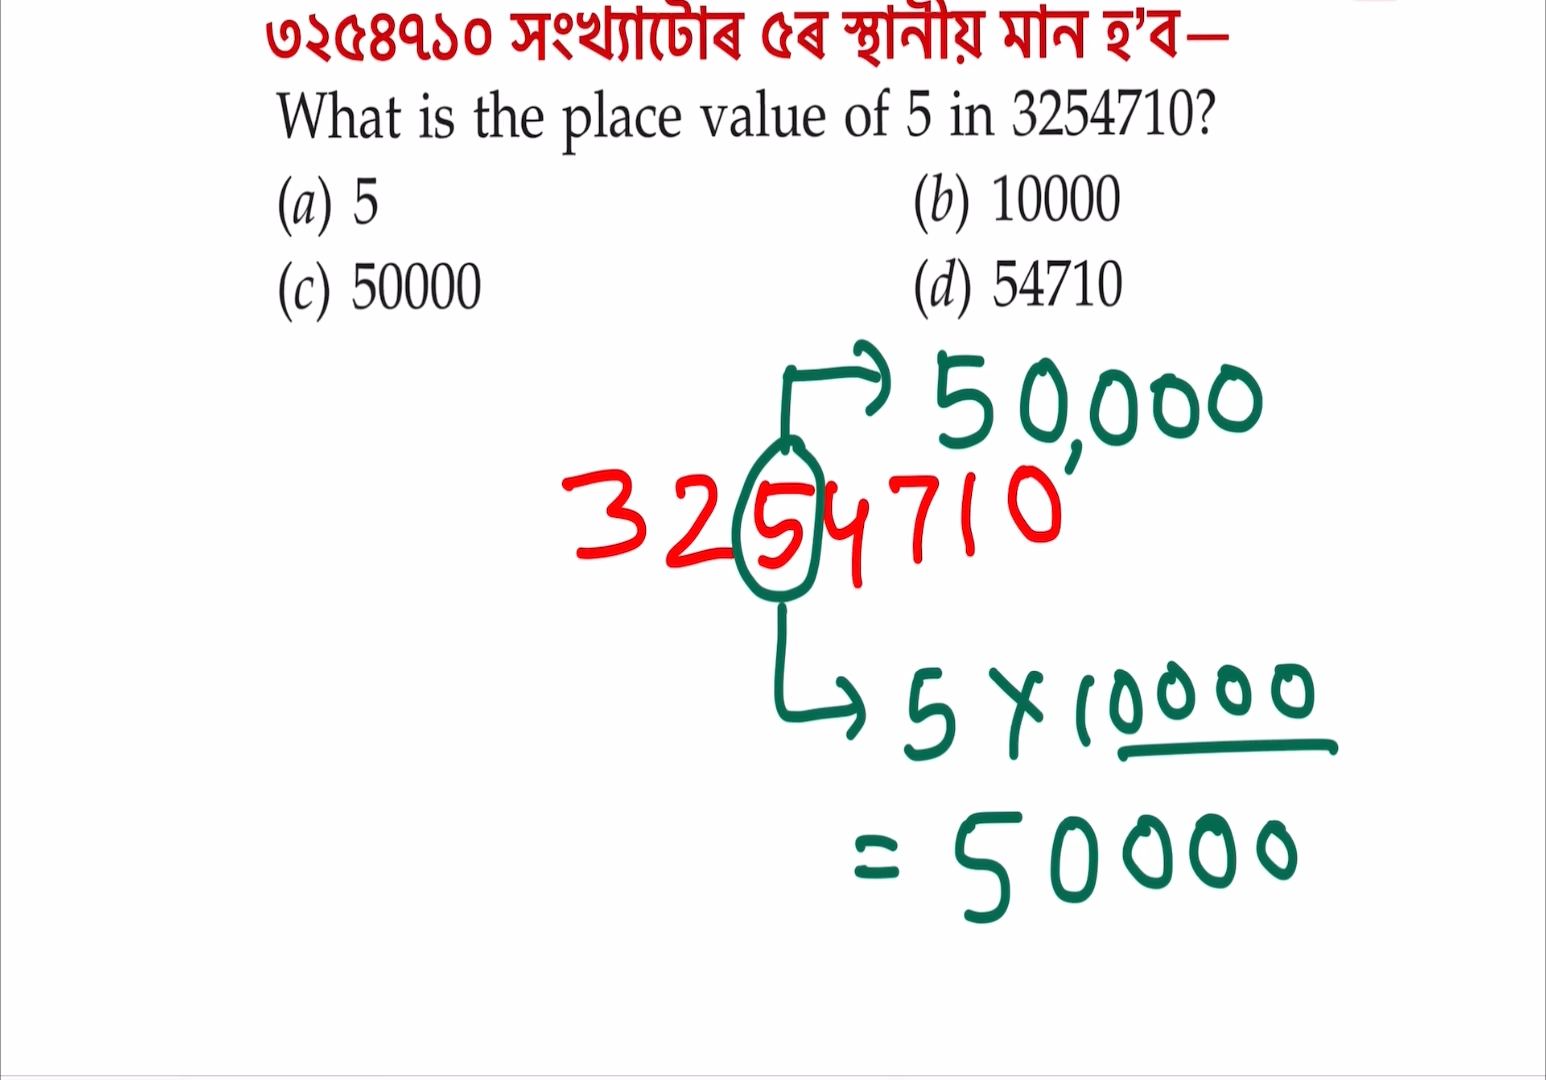 ৩২৫৪৭১০ সংখ্যাটোৰ ৫ৰ স্থানীয় মান হ’ব—
What is the place value of 5 in 3254710?
(a) 5 (b) 10000
(c) 50000 (d) 54710
50,000
3254710
5 × 10000
= 50000